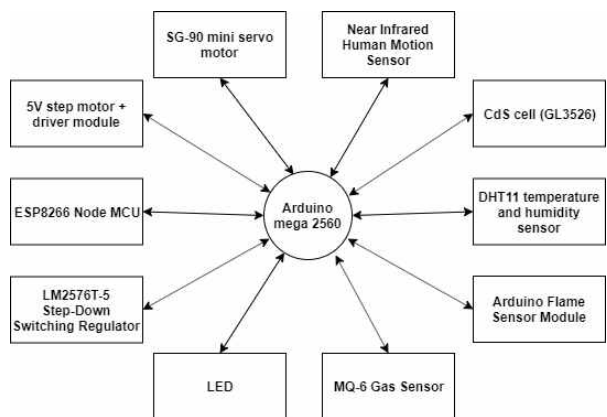 SG-90 mini servo
motor
Near Infrared
Human Motion
Sensor
5V step motor +
driver module
CdS cell (GL3526)
ESP8266 Node MCU
Arduino
mega 2560
DHT11 temperature
and humidity
sensor
LM2576T-5
Step-Down
Switching Regulator
Arduino Flame
Sensor Module
LED
MQ-6 Gas Sensor